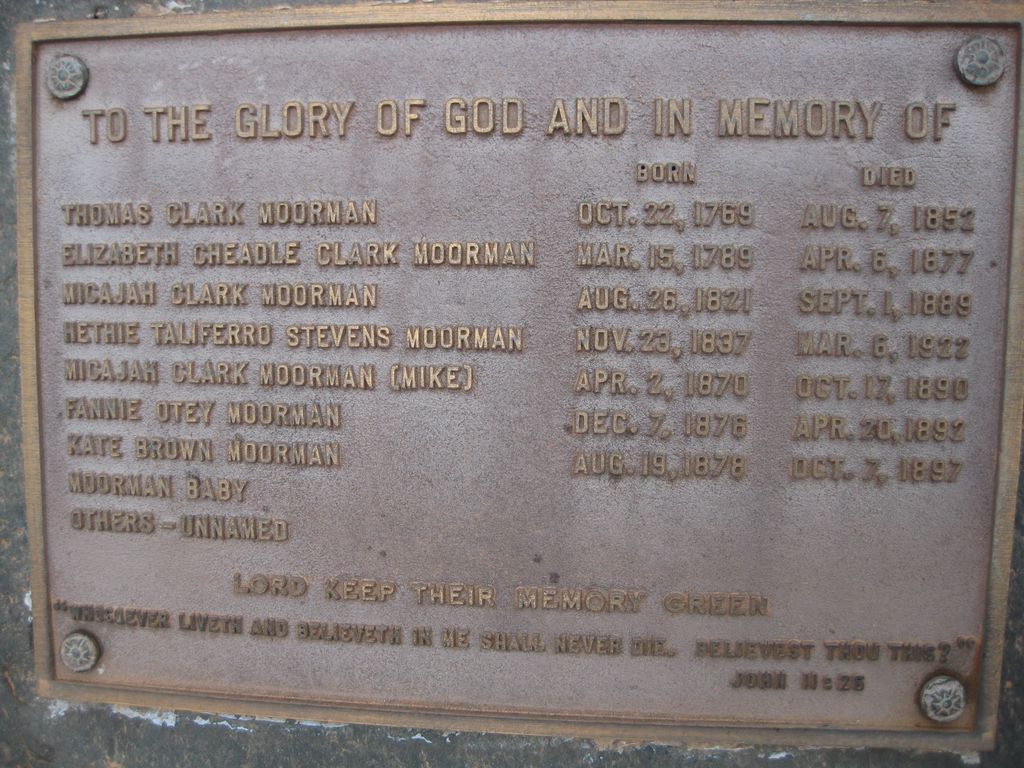 TO THE GLORY OF GOD AND IN MEMORY OF
BORN DIED
THOMAS CLARK MOORMAN OCT. 22, 1769 AUG. 7, 1852
ELIZABETH CHEADLE CLARK MOORMAN MAR. 15, 1789 APR. 6, 1877
MICAJAH CLARK MOORMAN AUG. 26, 1821 SEPT. 1, 1889
HETHIE TALIFERRO STEVENS MOORMAN NOV. 23, 1837 MAR. 6, 1922
MICAJAH CLARK MOORMAN (MIKE) APR. 2, 1870 OCT. 17, 1890
FANNIE OTEY MOORMAN DEC. 7, 1876 APR. 20, 1892
KATE BROWN MOORMAN AUG. 19, 1878 OCT. 7, 1897
MOORMAN BABY
OTHERS - UNNAMED
LORD KEEP THEIR MEMORY GREEN
"WHOSOEVER LIVETH AND BELIEVETH IN ME SHALL NEVER DIE. BELIEVEST THOU THIS?"
JOHN 11:26